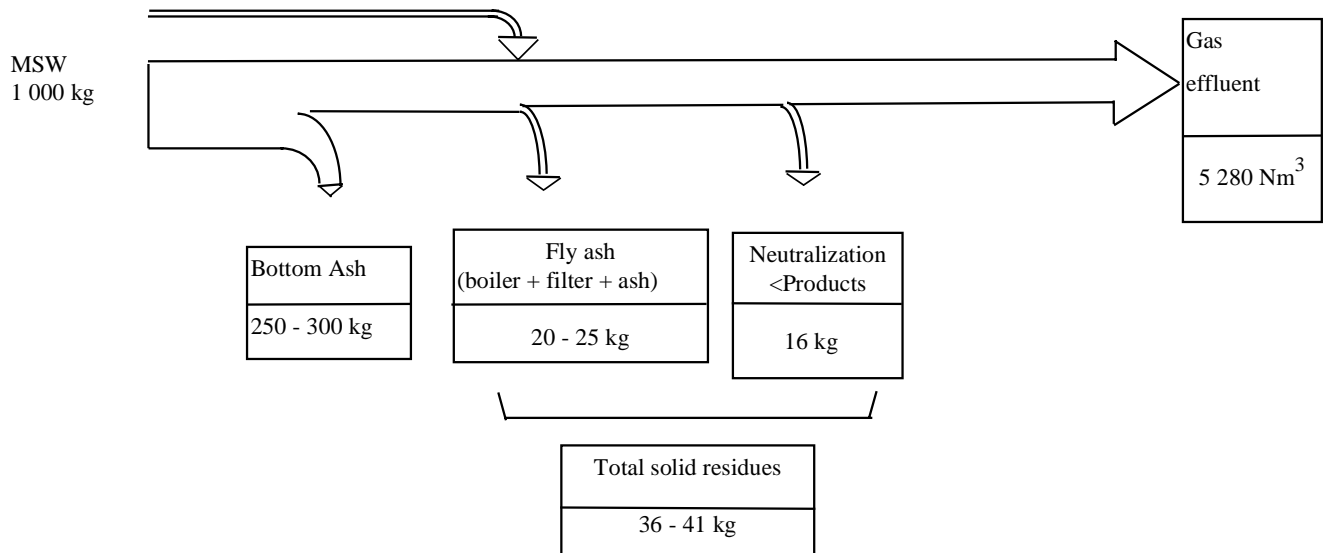 MSW
1 000 kg
Gas
effluent
5 280 Nm3
Bottom Ash
250 - 300 kg
Fly ash
(boiler + filter + ash)
20 - 25 kg
Neutralization
<Products
16 kg
Total solid residues
36 - 41 kg